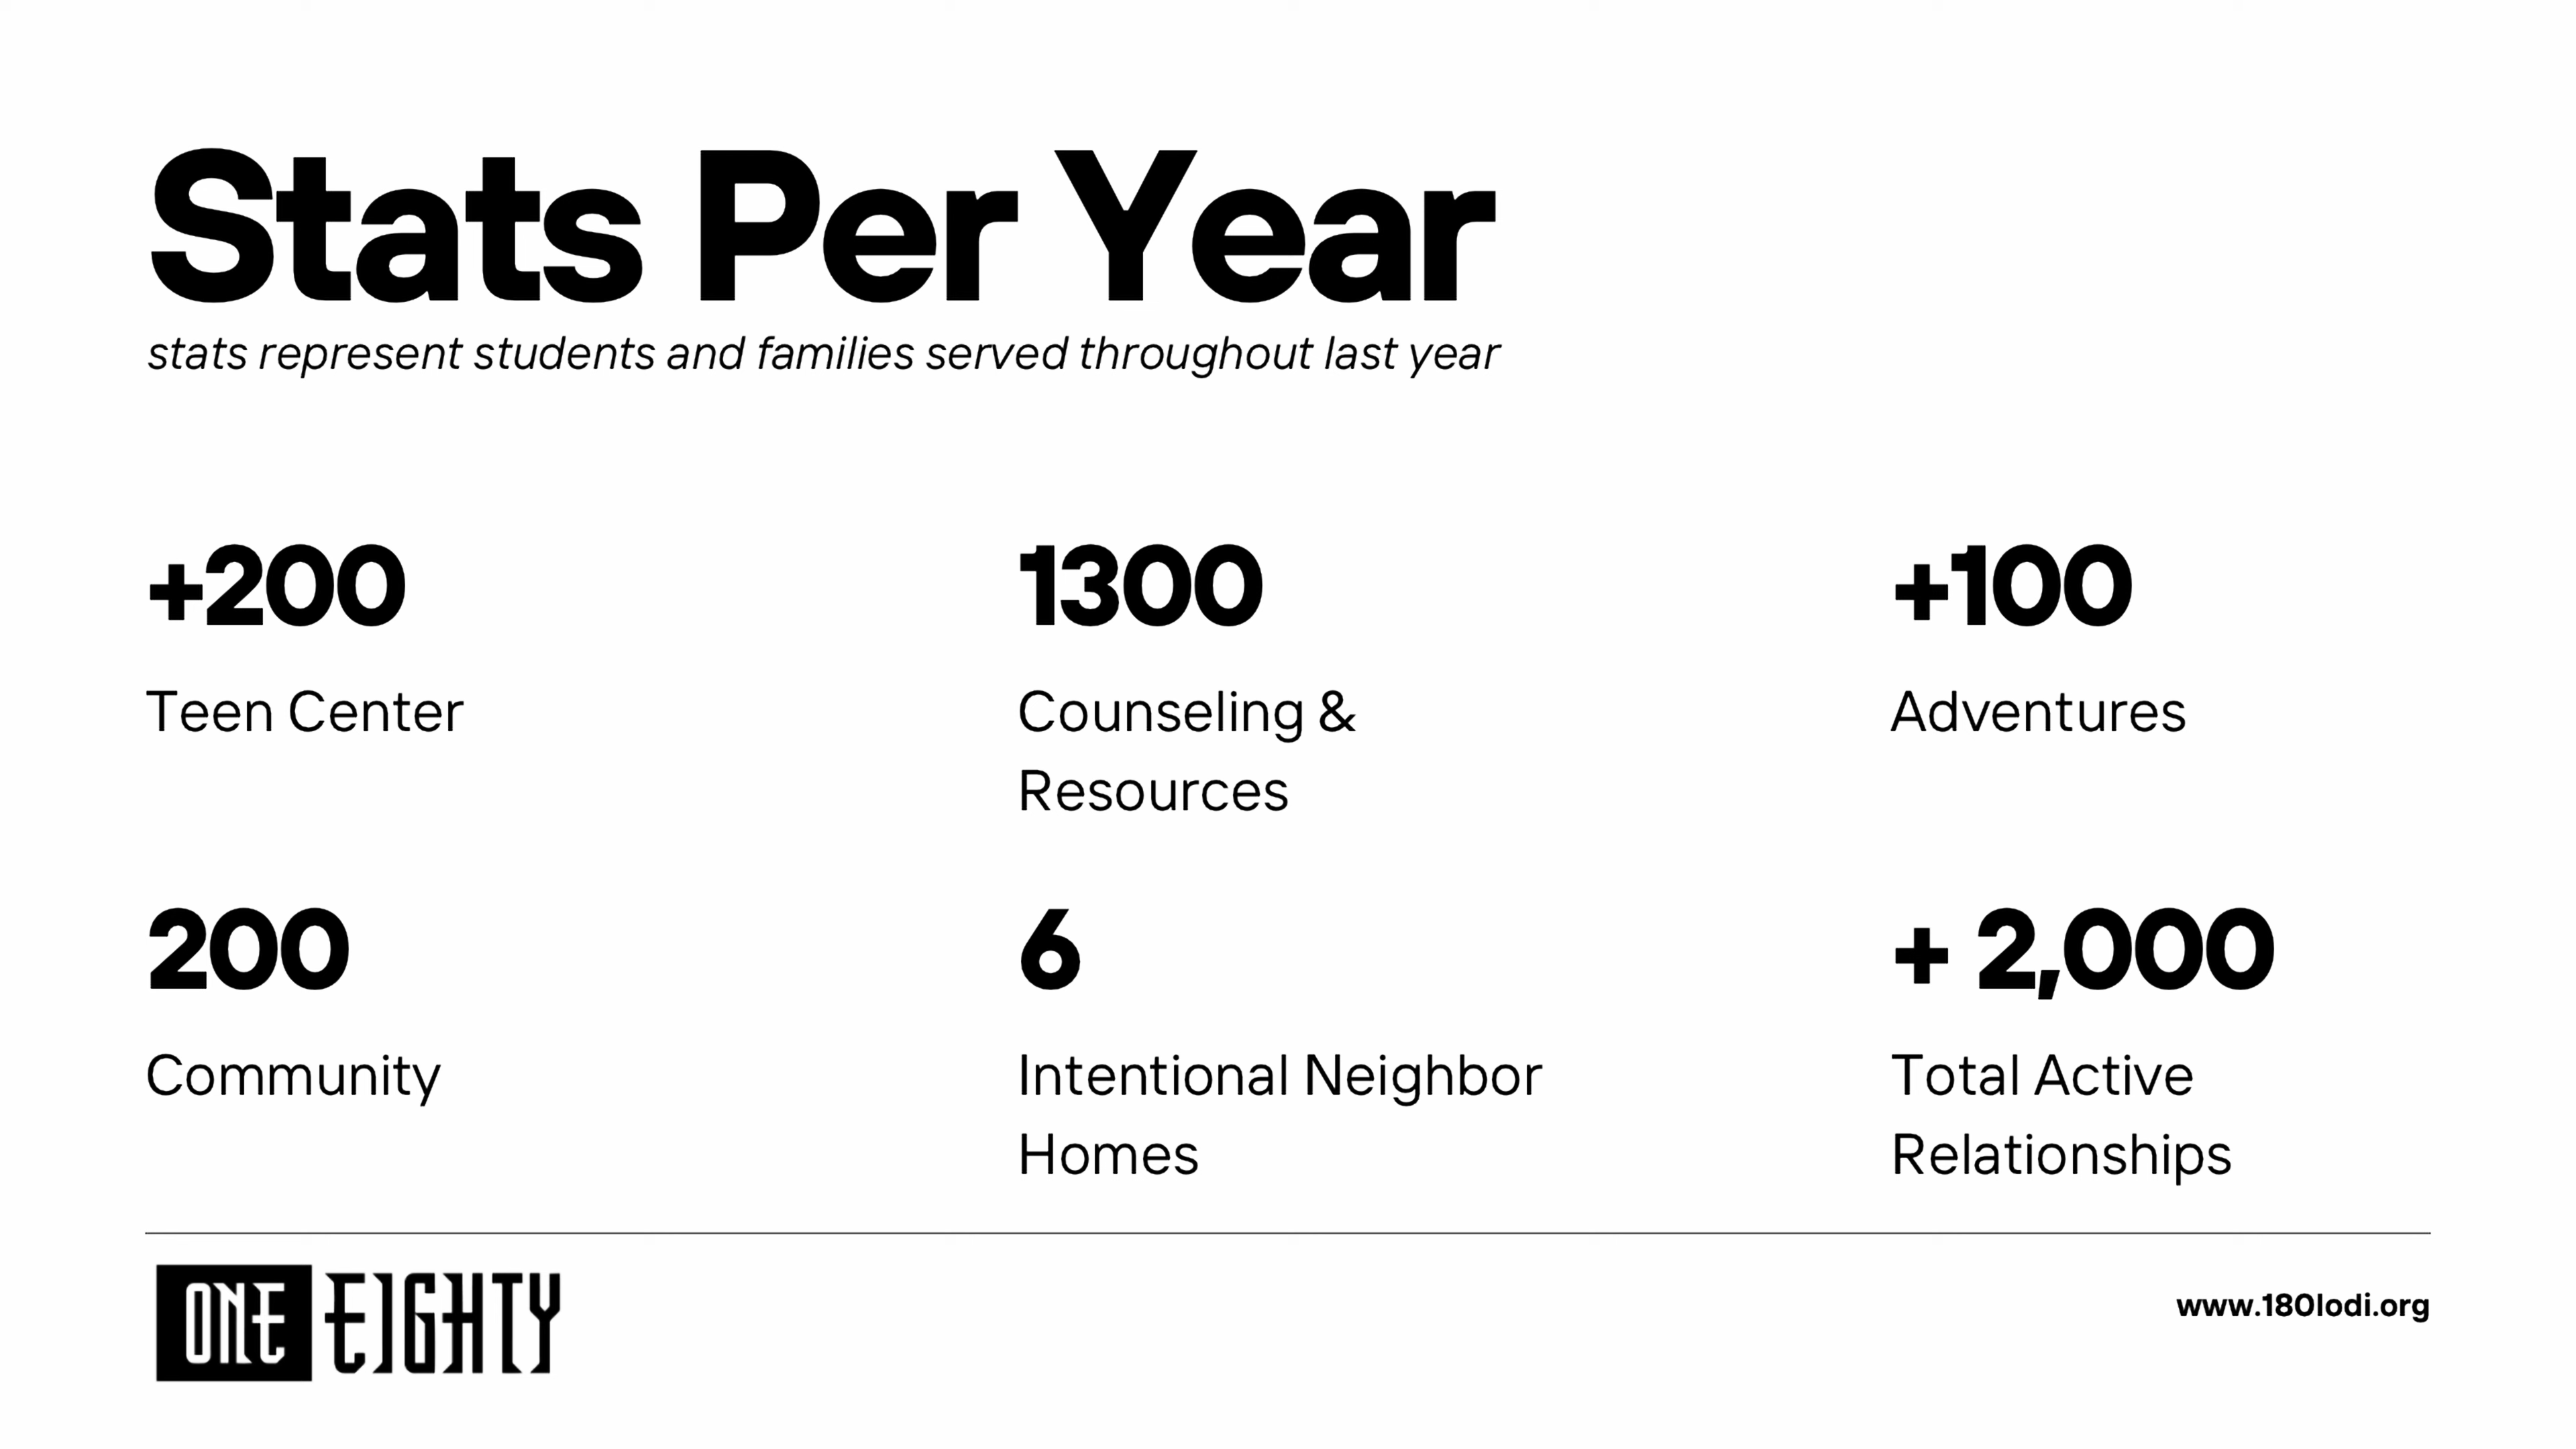 Stats Per Year
stats represent students and families served throughout last year
+200
Teen Center
1300
Counseling &
Resources
+100
Adventures
200
Community
6
Intentional Neighbor
Homes
+ 2,000
Total Active
Relationships
ONE EIGHTY
www.180lodi.org